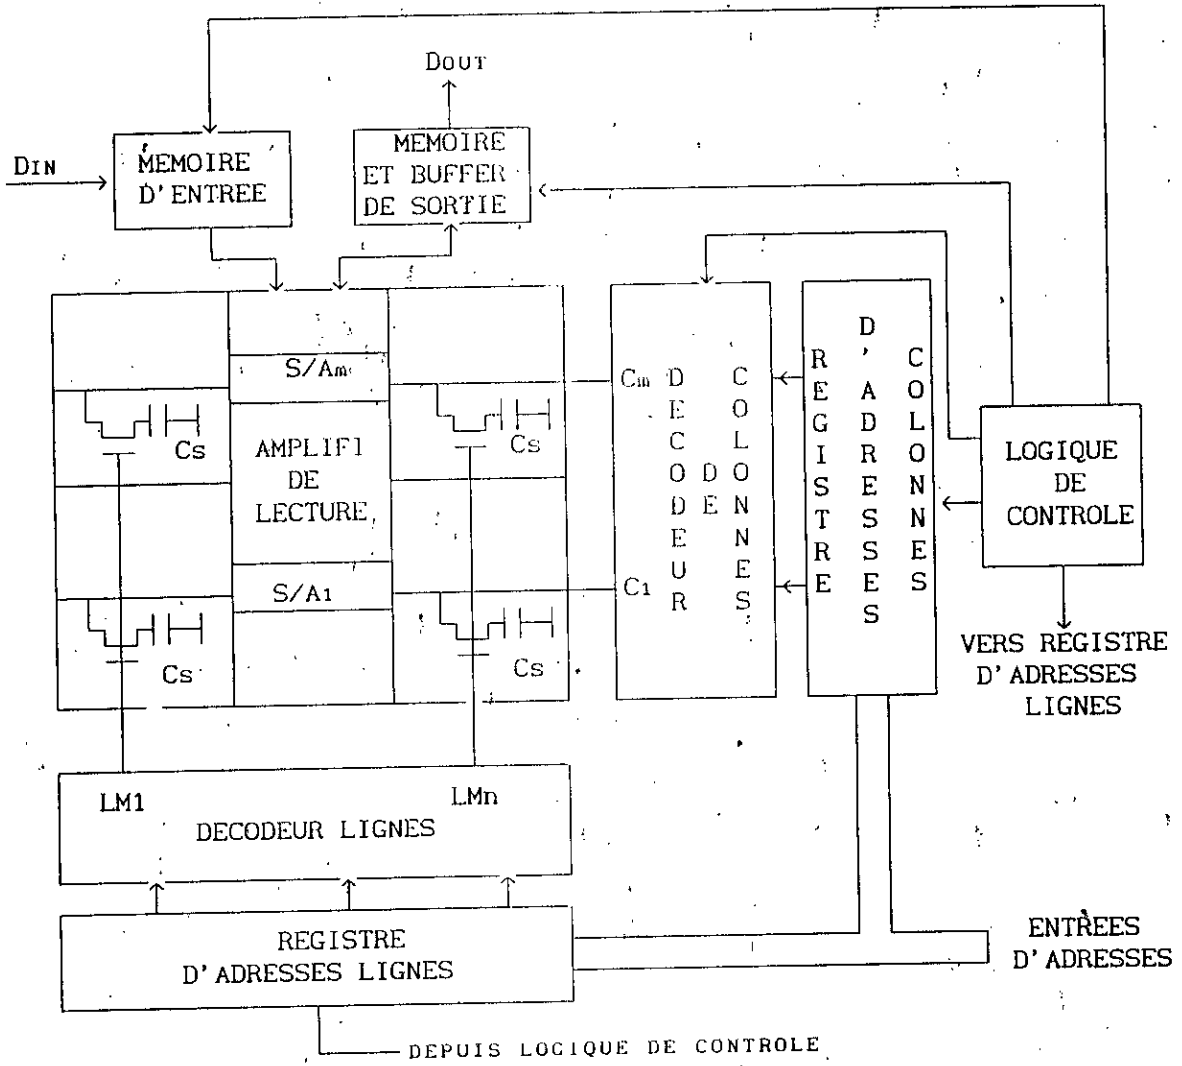 DOUT
DIN
MEMOIRE
D'ENTREE
MEMOIRE
ET BUFFER
DE SORTIE
S/Am
Cs
AMPLIFI
DE
LECTURE
S/A1
Cs
Cs
Cs
Cm
C1
DECODEUR
DE
COLONNES
REGISTRE
D'ADRESSES
COLONNES
LOGIQUE
DE
CONTROLE
VERS REGISTRE
D'ADRESSES
LIGNES
LM1
LMn
DECODEUR LIGNES
REGISTRE
D'ADRESSES LIGNES
ENTREES
D'ADRESSES
DEPUIS LOGIQUE DE CONTROLE